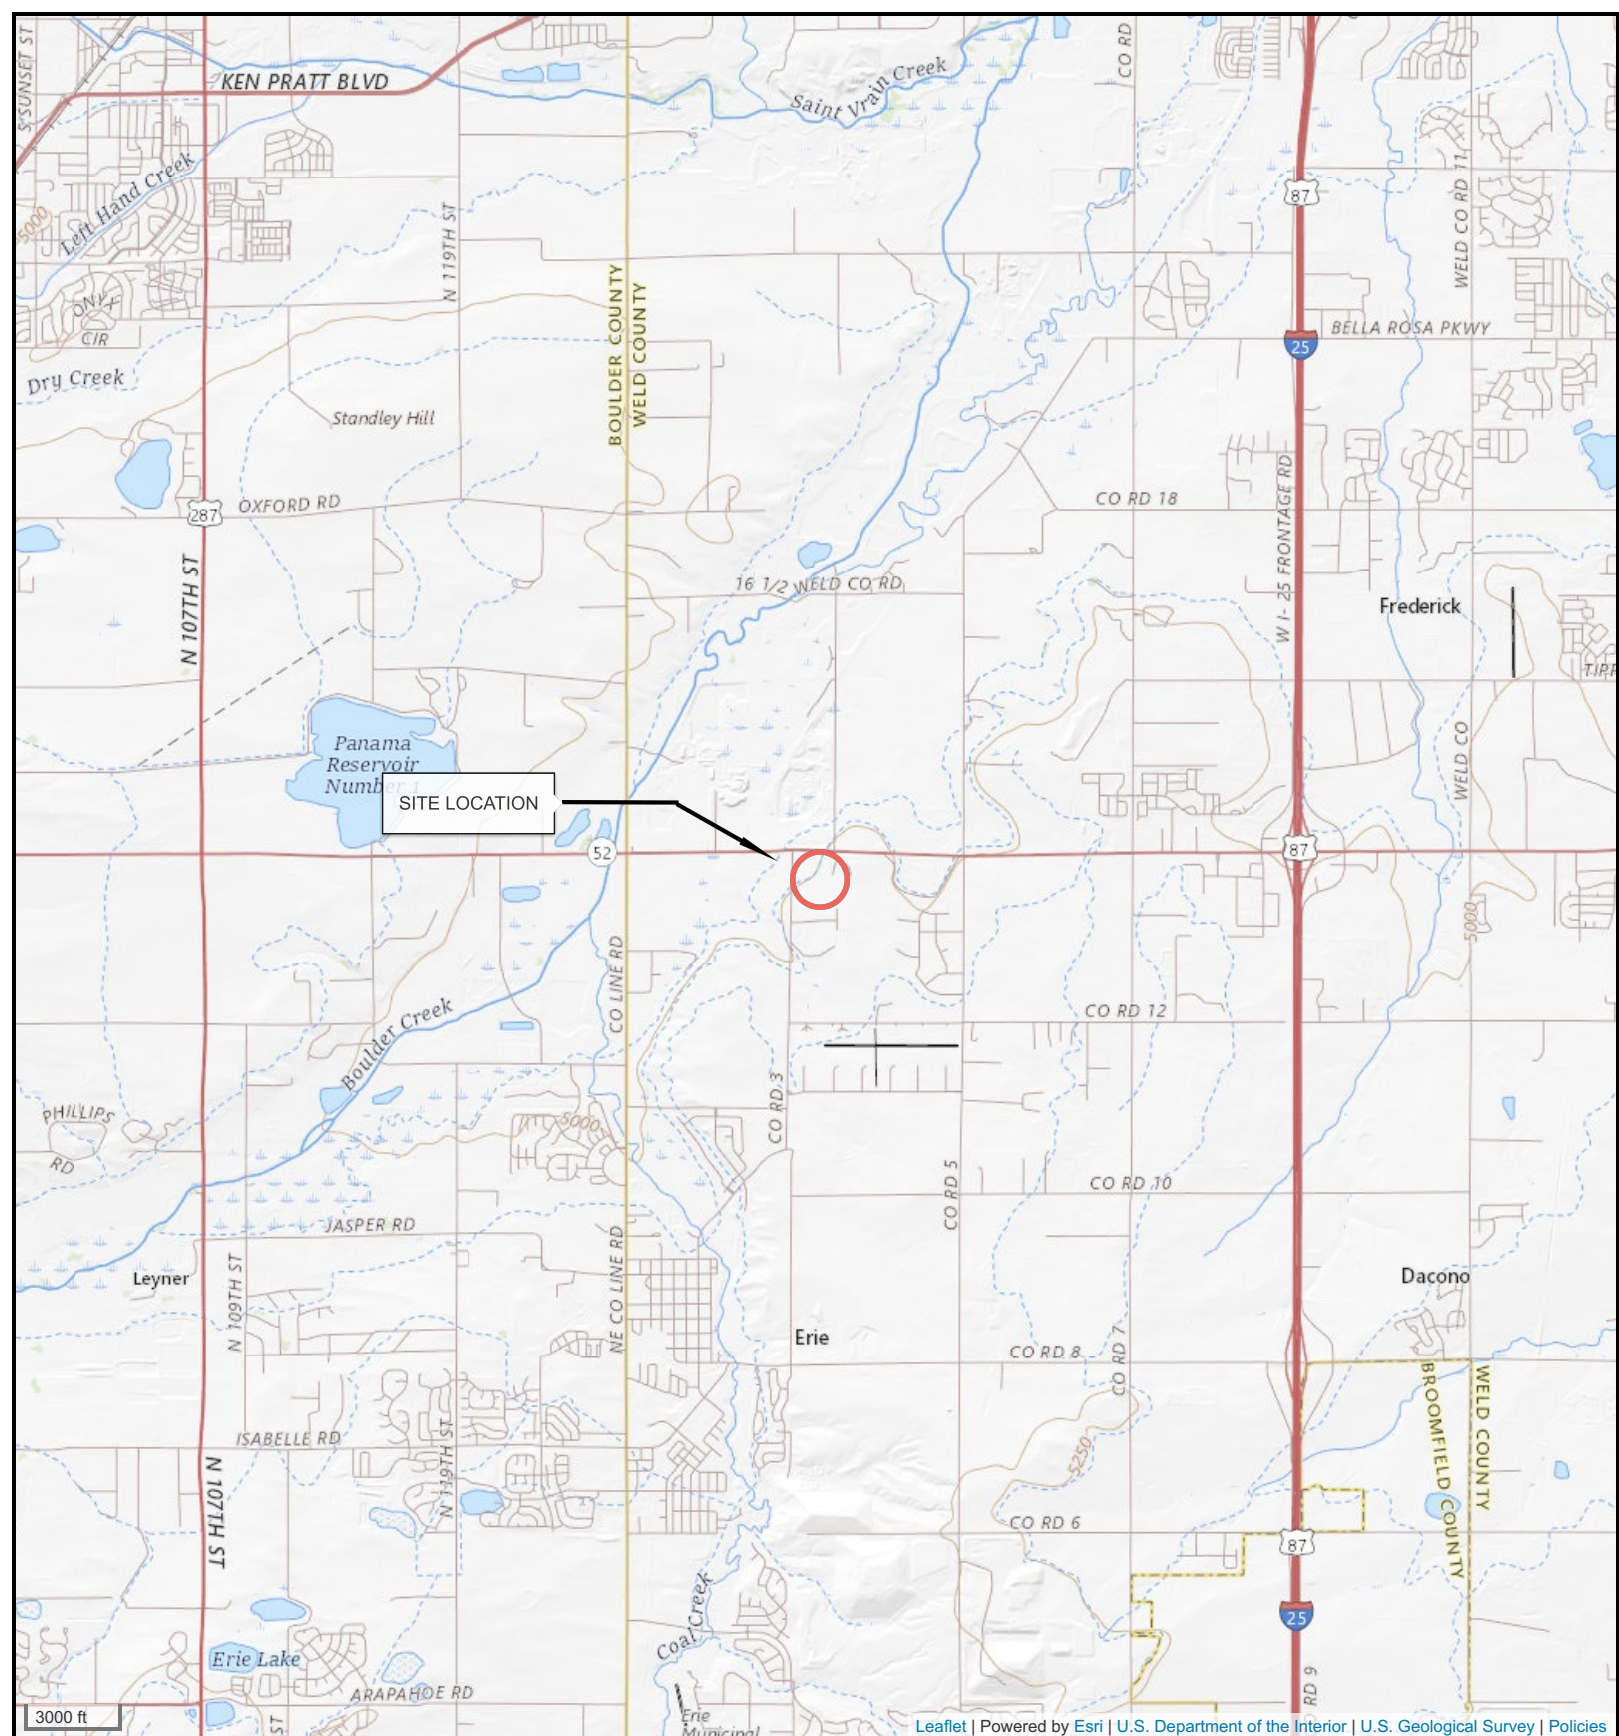 S SUNSET ST
KEN PRATT BLVD
Saint Vrain Creek
CO RD
87
WELD CO RD 11
Left Hand Creek
5000
N 119TH ST
BOULDER COUNTY
WELD COUNTY
ONYX
CIR
BELLA ROSA PKWY
25
Dry Creek
Standley Hill
OXFORD RD
287
CO RD 18
W I- 25 FRONTAGE RD
N 107TH ST
16 1/2 WELD CO RD
Frederick
TIPP
Panama
Reservoir
Number 1
WELD CO
SITE LOCATION
52
87
5000
CO LINE RD
Boulder Creek
CO RD 12
CO RD 3
PHILLIPS
RD
5000
CO RD 5
CO RD 10
JASPER RD
Leyner
N 109TH ST
NE CO LINE RD
Dacono
Erie
CO RD 8
CO RD 7
BROOMFIELD COUNTY
WELD COUNTY
ISABELLE RD
N 119TH ST
5250
N 107TH ST
CO RD 6
87
25
Coal Creek
Erie Lake
ARAPAHOE RD
RD 9
ST
Erie
Municipal
3000 ft
Leaflet | Powered by Esri | U.S. Department of the Interior | U.S. Geological Survey | Policies